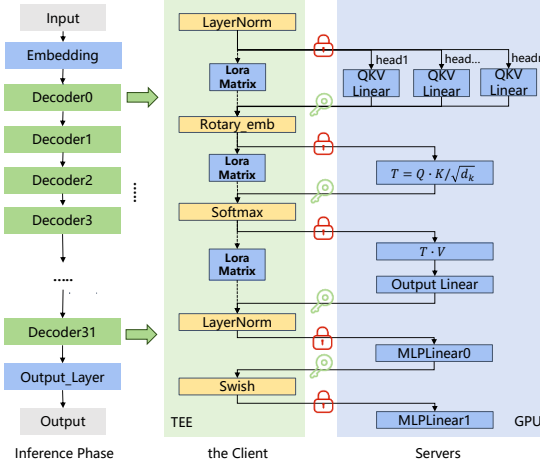 Input
Embedding
Decoder0
Decoder1
Decoder2
Decoder3
.....
.....
Decoder31
Output_Layer
Output
Inference Phase
LayerNorm
Lora
Matrix
Rotary_emb
Lora
Matrix
Softmax
Lora
Matrix
LayerNorm
Swish
TEE
the Client
head1
head...
headn
QKV
Linear
QKV
Linear
QKV
Linear
T = Q · K/√d_k
T · V
Output Linear
MLPLinear0
MLPLinear1
GPU
Servers